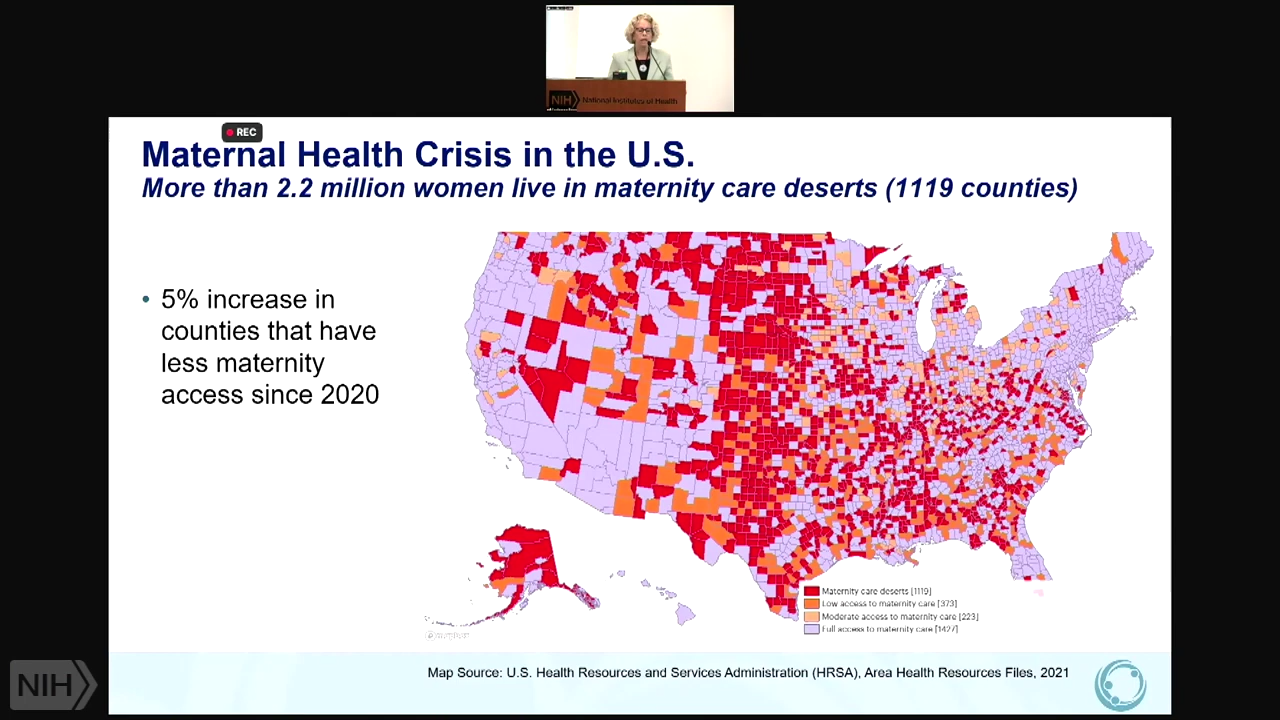 NIH
National Institutes of Health
REC
Maternal Health Crisis in the U.S.
More than 2.2 million women live in maternity care deserts (1119 counties)
• 5% increase in
counties that have
less maternity
access since 2020
Maternity care deserts [1119]
Low access to maternity care [373]
Moderate access to maternity care [223]
Full access to maternity care [1427]
Map Source: U.S. Health Resources and Services Administration (HRSA), Area Health Resources Files, 2021
NIH